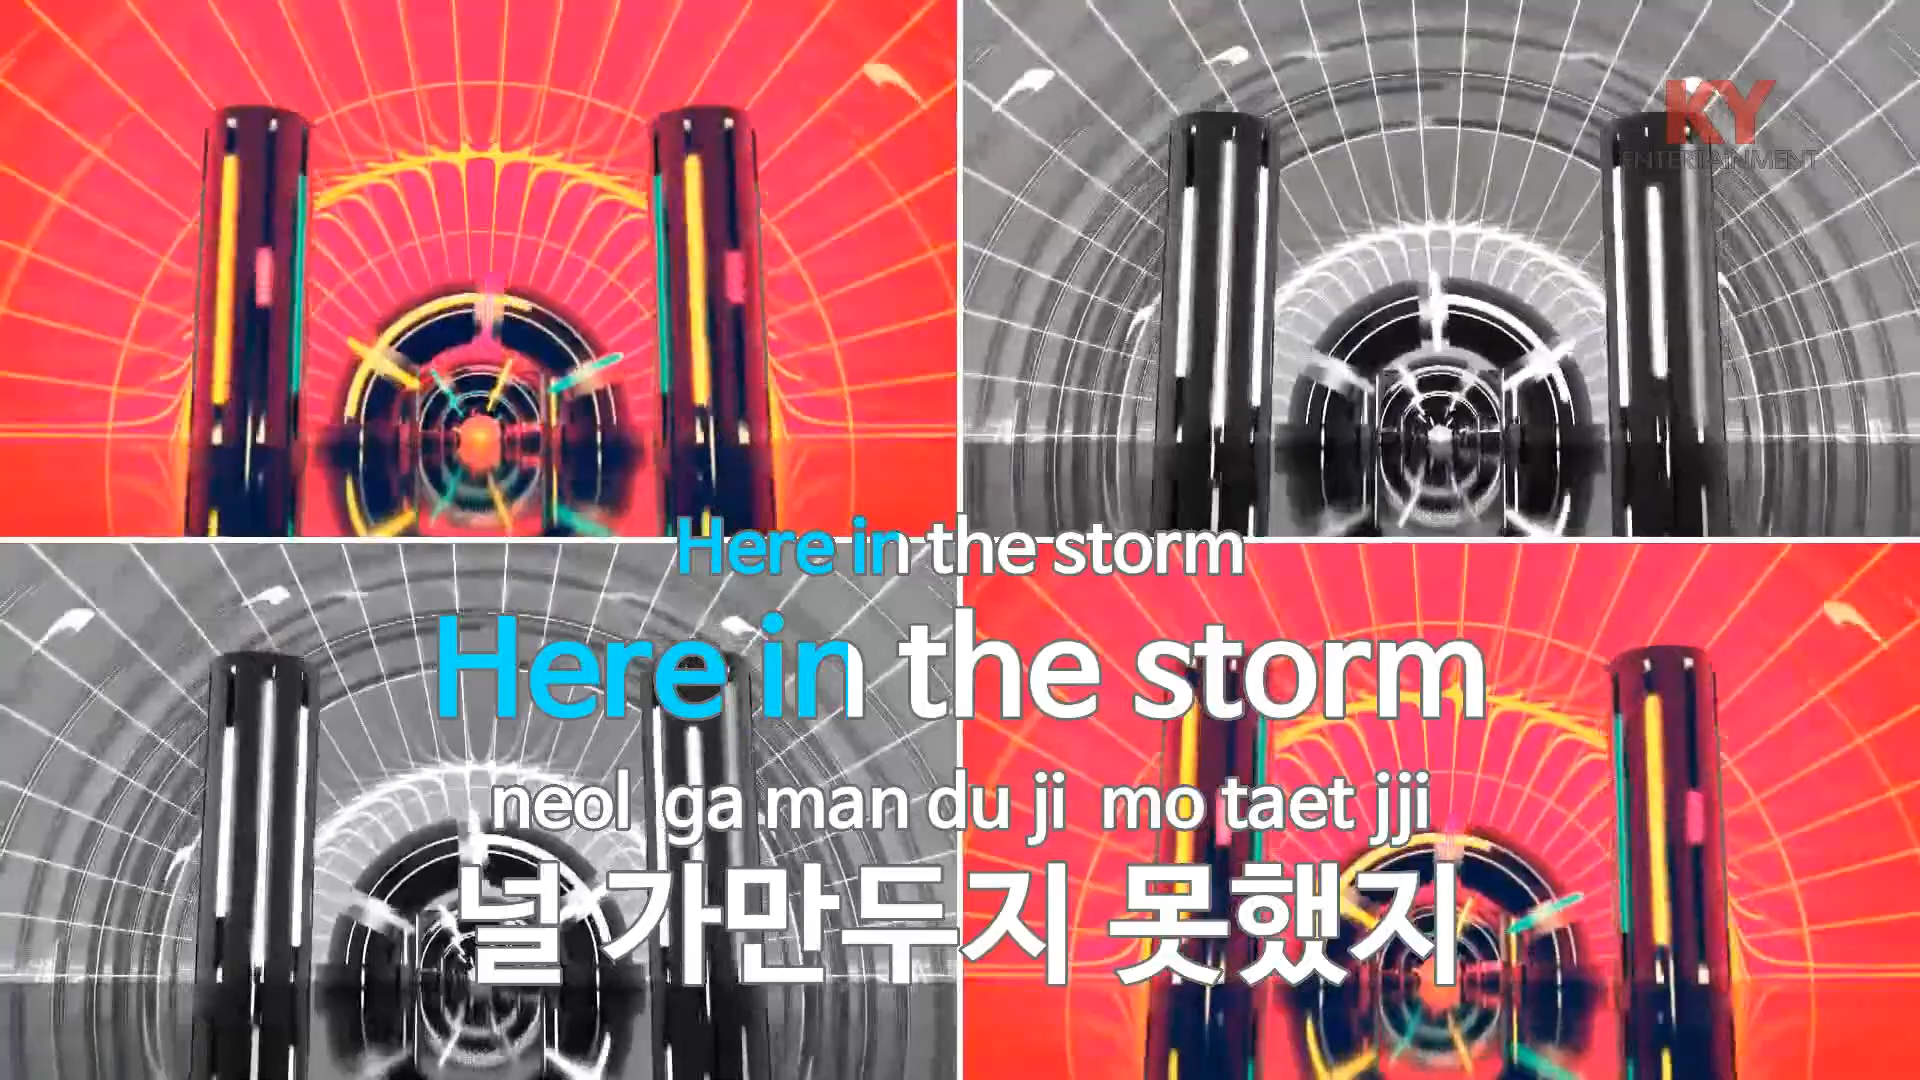 KY
ENTERTAINMENT
Here in the storm
Here in the storm
neol ga man du ji mo taet jji
널 가만두지 못했지